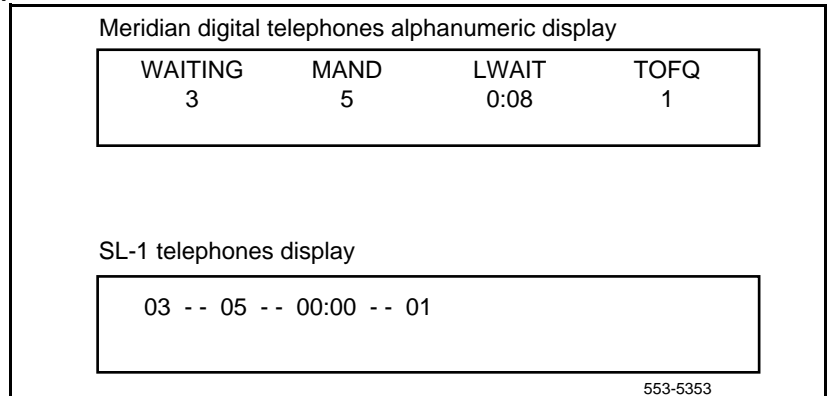 Meridian digital telephones alphanumeric display
WAITING MAND LWAIT TOFQ
3 5 0:08 1
SL-1 telephones display
03 - - 05 - - 00:00 - - 01
553-5353